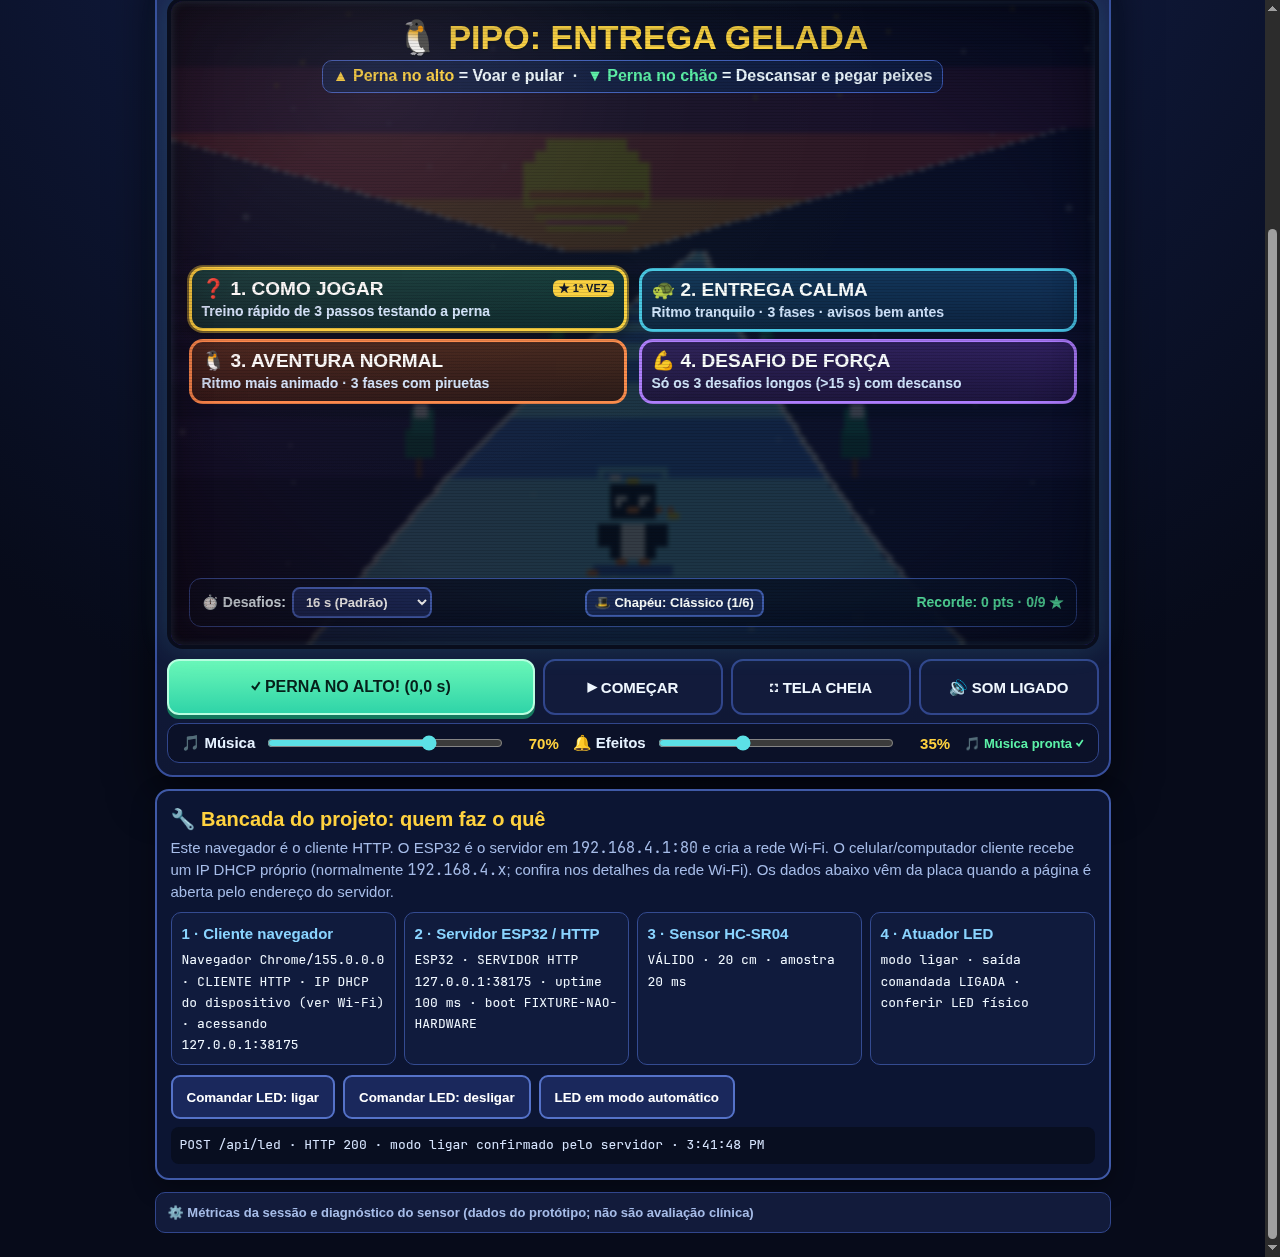 🐧 PIPO: ENTREGA GELADA
▲ Perna no alto = Voar e pular · ▼ Perna no chão = Descansar e pegar peixes
❓ 1. COMO JOGAR
★ 1ª VEZ
Treino rápido de 3 passos testando a perna
🐢 2. ENTREGA CALMA
Ritmo tranquilo · 3 fases · avisos bem antes
🐧 3. AVENTURA NORMAL
Ritmo mais animado · 3 fases com piruetas
💪 4. DESAFIO DE FORÇA
Só os 3 desafios longos (>15 s) com descanso
⏱️ Desafios: 16 s (Padrão)
🎩 Chapéu: Clássico (1/6)
Recorde: 0 pts · 0/9 ★
✓ PERNA NO ALTO! (0,0 s)
▶ COMEÇAR
⛶ TELA CHEIA
🔊 SOM LIGADO
🎵 Música 70%
🔔 Efeitos 35%
🎵 Música pronta ✓
🔧 Bancada do projeto: quem faz o quê
Este navegador é o cliente HTTP. O ESP32 é o servidor em 192.168.4.1:80 e cria a rede Wi-Fi. O celular/computador cliente recebe
um IP DHCP próprio (normalmente 192.168.4.x; confira nos detalhes da rede Wi-Fi). Os dados abaixo vêm da placa quando a página é
aberta pelo endereço do servidor.
1 · Cliente navegador
Navegador Chrome/155.0.0.0
· CLIENTE HTTP · IP DHCP
do dispositivo (ver Wi-Fi)
· acessando
127.0.0.1:38175
2 · Servidor ESP32 / HTTP
ESP32 · SERVIDOR HTTP
127.0.0.1:38175 · uptime
100 ms · boot FIXTURE-NAO-
HARDWARE
3 · Sensor HC-SR04
VÁLIDO · 20 cm · amostra
20 ms
4 · Atuador LED
modo ligar · saída
comandada LIGADA ·
conferir LED físico
Comandar LED: ligar
Comandar LED: desligar
LED em modo automático
POST /api/led · HTTP 200 · modo ligar confirmado pelo servidor · 3:41:48 PM
⚙️ Métricas da sessão e diagnóstico do sensor (dados do protótipo; não são avaliação clínica)